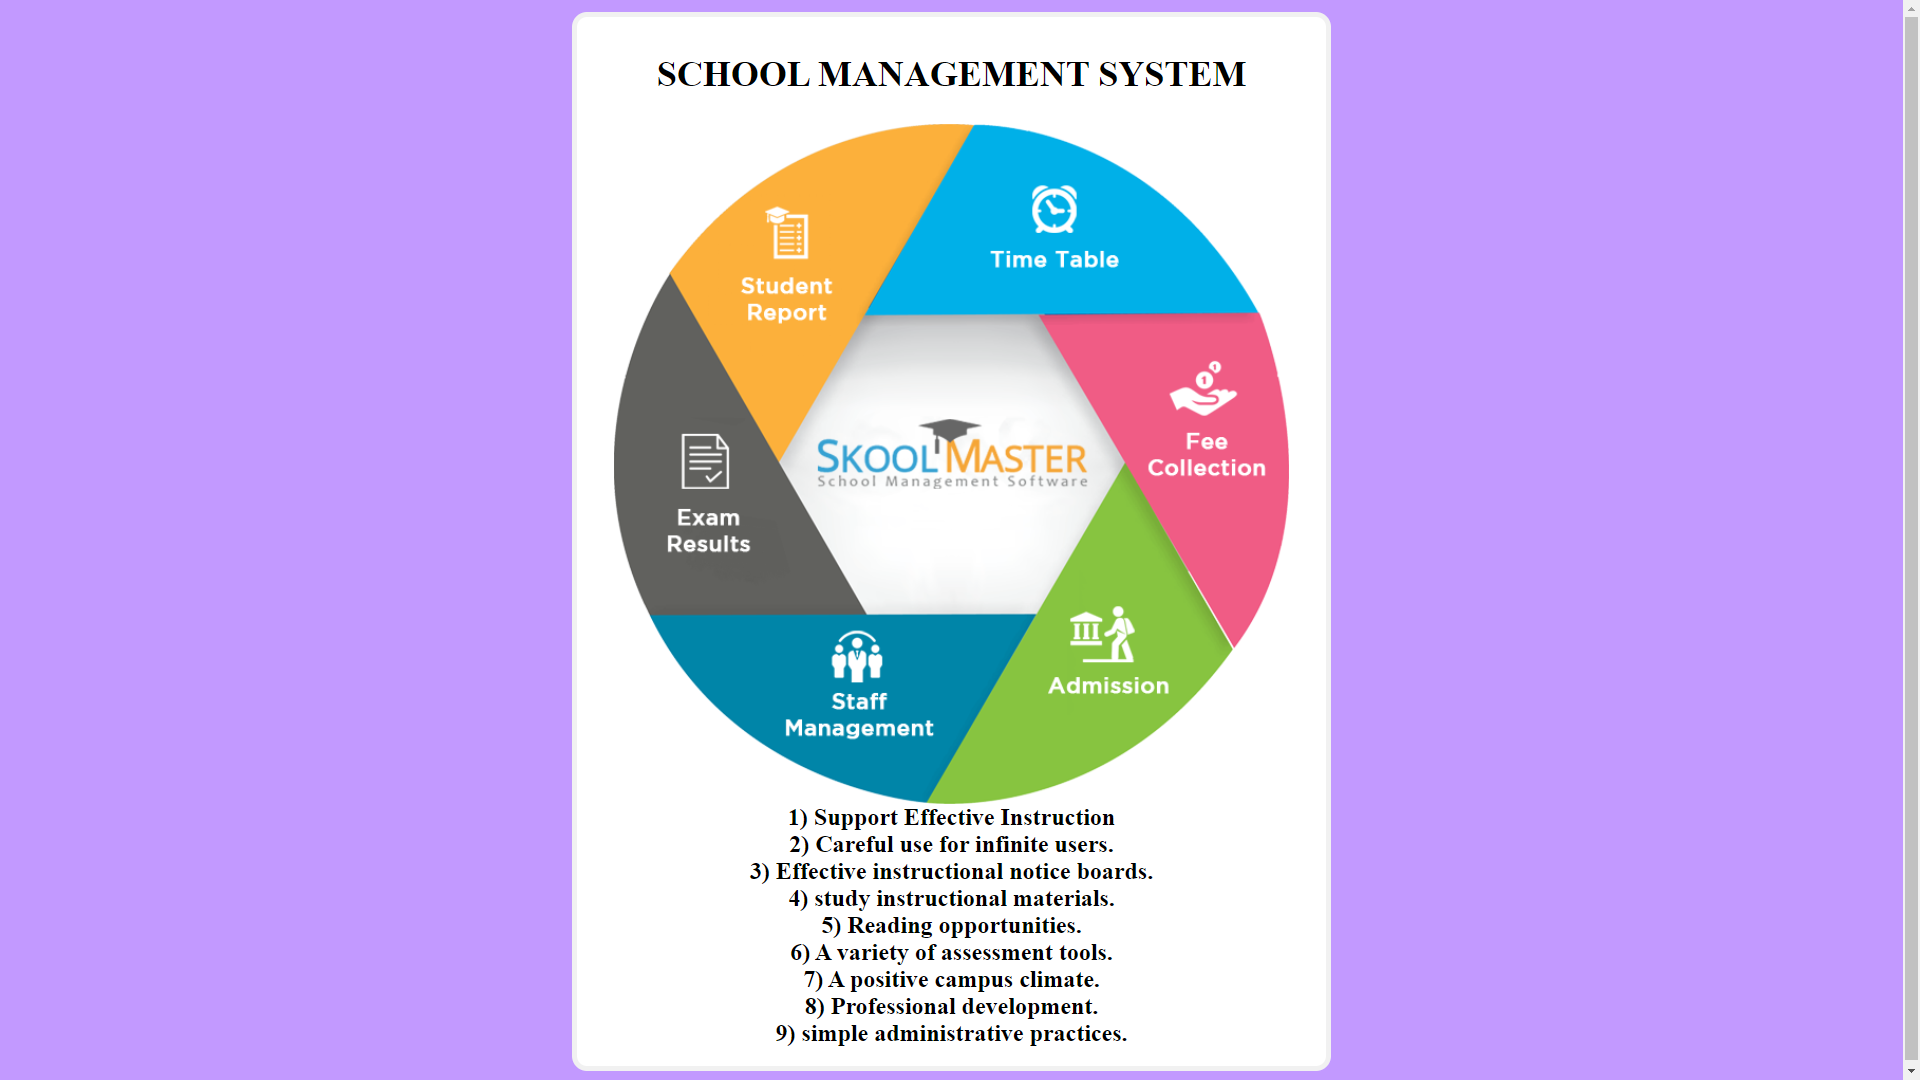 SCHOOL MANAGEMENT SYSTEM
Time Table
Student
Report
Fee
Collection
SKOOL MASTER
School Management Software
Exam
Results
Admission
Staff
Management
1) Support Effective Instruction
2) Careful use for infinite users.
3) Effective instructional notice boards.
4) study instructional materials.
5) Reading opportunities.
6) A variety of assessment tools.
7) A positive campus climate.
8) Professional development.
9) simple administrative practices.